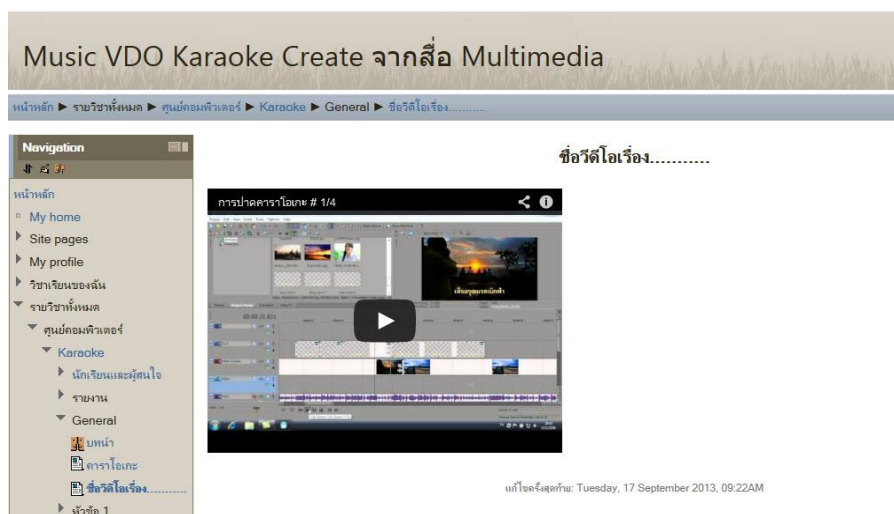 Music VDO Karaoke Create จากสื่อ Multimedia
หน้าหลัก ► รายวิชาทั้งหมด ► ศูนย์คอมพิวเตอร์ ► Karaoke ► General ► ชื่อวีดีโอเรื่อง...........
Navigation
หน้าหลัก
My home
Site pages
My profile
วิชาเรียนของฉัน
รายวิชาทั้งหมด
ศูนย์คอมพิวเตอร์
Karaoke
นักเรียนและผู้สนใจ
รายงาน
General
บทนำ
คาราโอเกะ
ชื่อวีดีโอเรื่อง...........
หัวข้อ 1
ชื่อวีดีโอเรื่อง...........
การปาดคาราโอเกะ # 1/4
แก้ไขครั้งสุดท้าย: Tuesday, 17 September 2013, 09:22AM